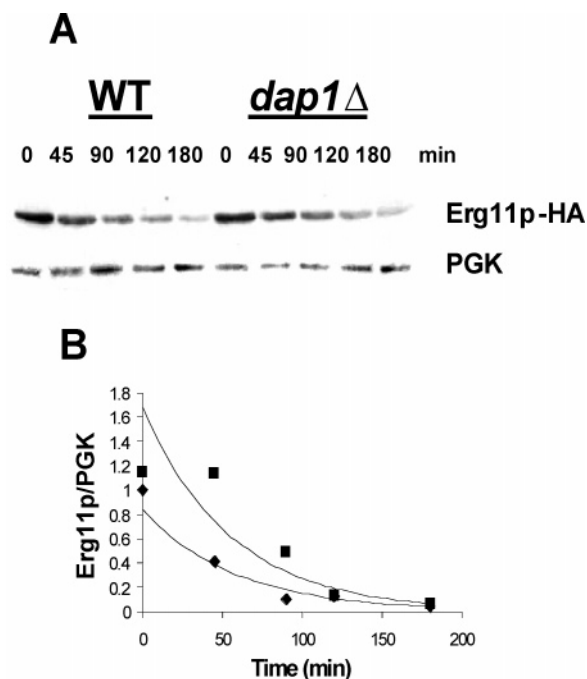 A
WT dap1Δ
0 45 90 120 180 0 45 90 120 180 min
Erg11p-HA
PGK
B
Erg11p/PGK
1.8
1.6
1.4
1.2
1
0.8
0.6
0.4
0.2
0
0 50 100 150 200
Time (min)